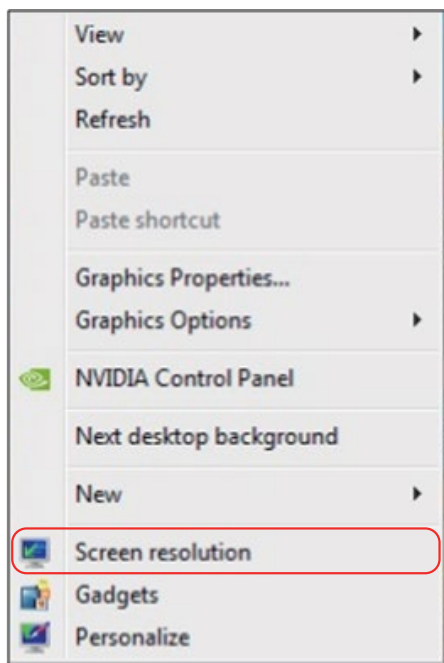 View
Sort by
Refresh
Paste
Paste shortcut
Graphics Properties...
Graphics Options
NVIDIA Control Panel
Next desktop background
New
Screen resolution
Gadgets
Personalize